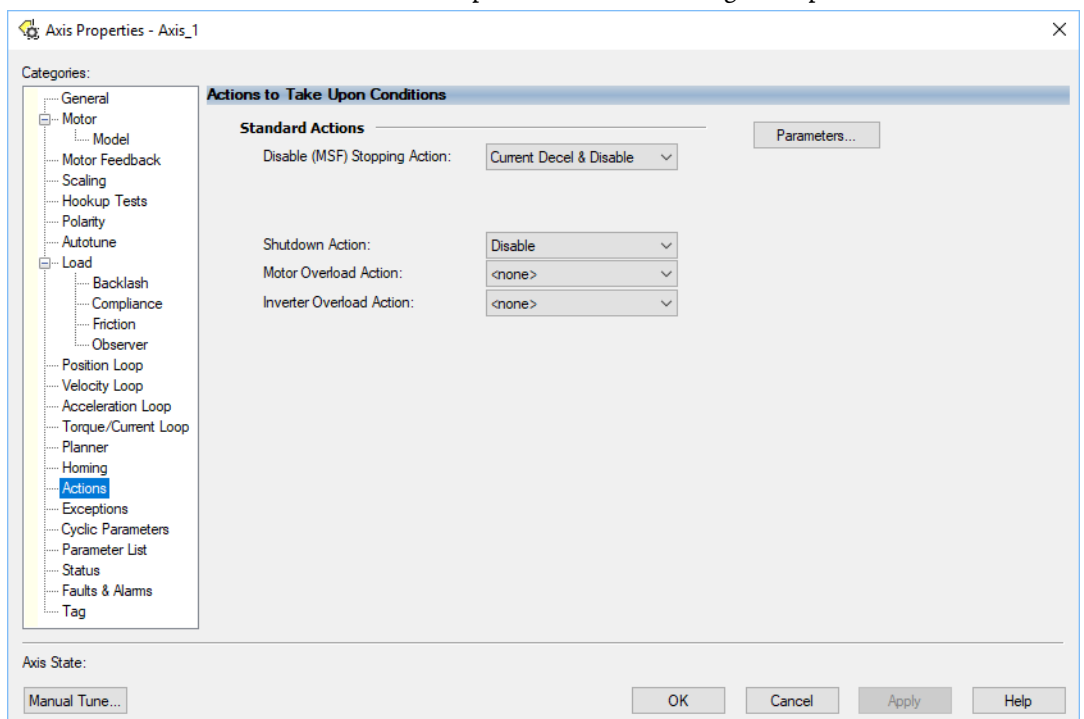 Axis Properties - Axis_1
Categories:
General
Motor
Model
Motor Feedback
Scaling
Hookup Tests
Polarity
Autotune
Load
Backlash
Compliance
Friction
Observer
Position Loop
Velocity Loop
Acceleration Loop
Torque/Current Loop
Planner
Homing
Actions
Exceptions
Cyclic Parameters
Parameter List
Status
Faults & Alarms
Tag
Actions to Take Upon Conditions
Standard Actions
Parameters...
Disable (MSF) Stopping Action: Current Decel & Disable
Shutdown Action: Disable
Motor Overload Action: <none>
Inverter Overload Action: <none>
Axis State:
Manual Tune... OK Cancel Apply Help